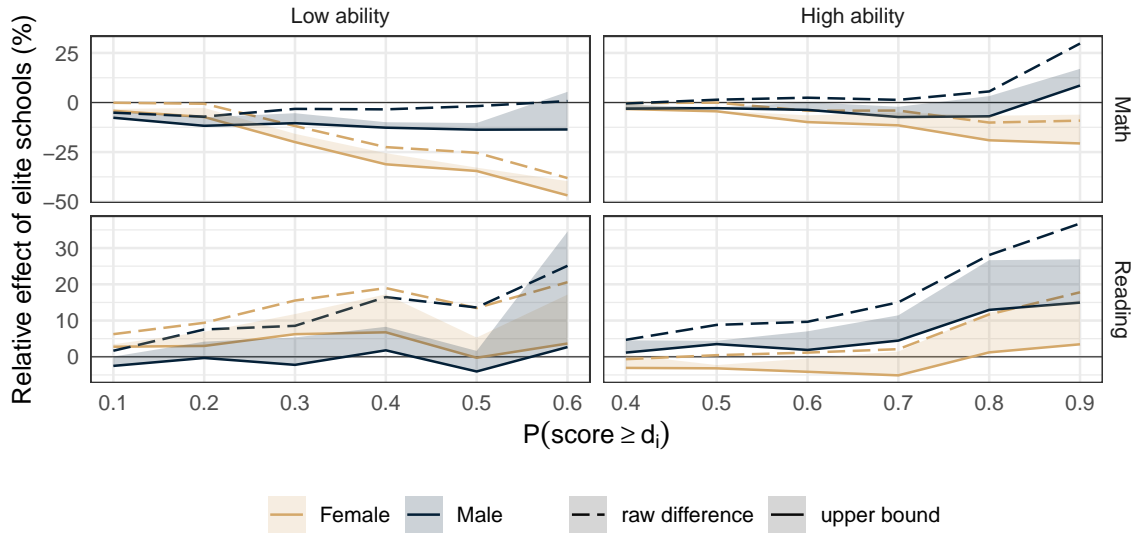 Low ability
High ability
Relative effect of elite schools (%)
25
0
−25
−50
Math
30
20
10
0
Reading
0.1 0.2 0.3 0.4 0.5 0.6
0.4 0.5 0.6 0.7 0.8 0.9
P(score ≥ dᵢ)
Female Male raw difference upper bound